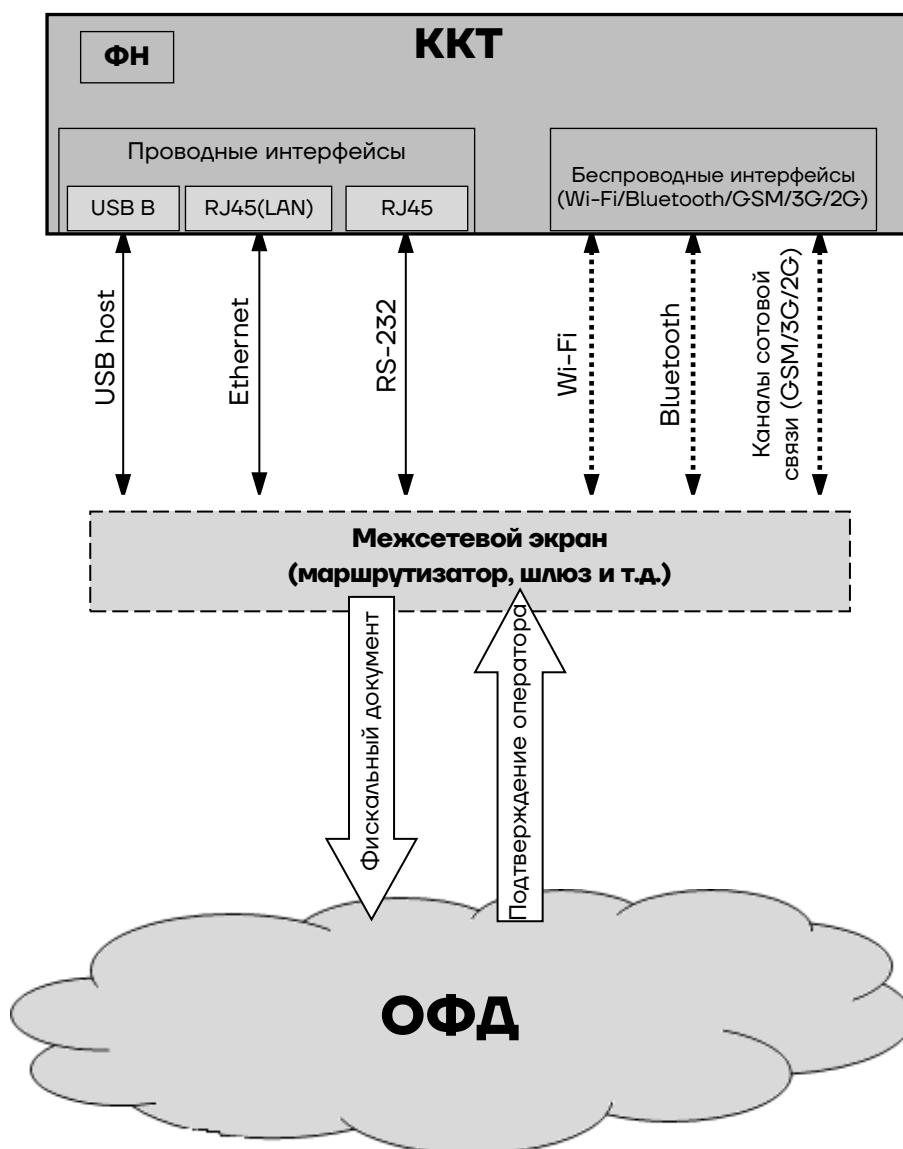 ККТ
ФН
Проводные интерфейсы
USB B
RJ45(LAN)
RJ45
Беспроводные интерфейсы
(Wi-Fi/Bluetooth/GSM/3G/2G)
USB host
Ethernet
RS-232
Wi-Fi
Bluetooth
Каналы сотовой
связи (GSM/3G/2G)
Межсетевой экран
(маршрутизатор, шлюз и т.д.)
Фискальный документ
Подтверждение оператора
ОФД